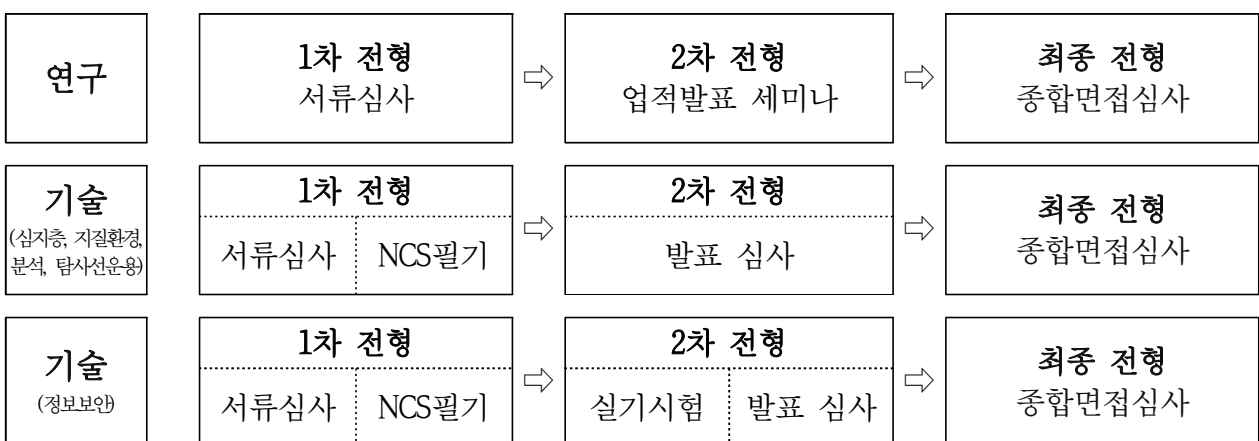 연구
1차 전형
서류심사
⇨
2차 전형
업적발표 세미나
⇨
최종 전형
종합면접심사
기술
(심지층, 지질환경,
분석, 탐사선운용)
1차 전형
서류심사 NCS필기
⇨
2차 전형
발표 심사
⇨
최종 전형
종합면접심사
기술
(정보보안)
1차 전형
서류심사 NCS필기
⇨
2차 전형
실기시험 발표 심사
⇨
최종 전형
종합면접심사